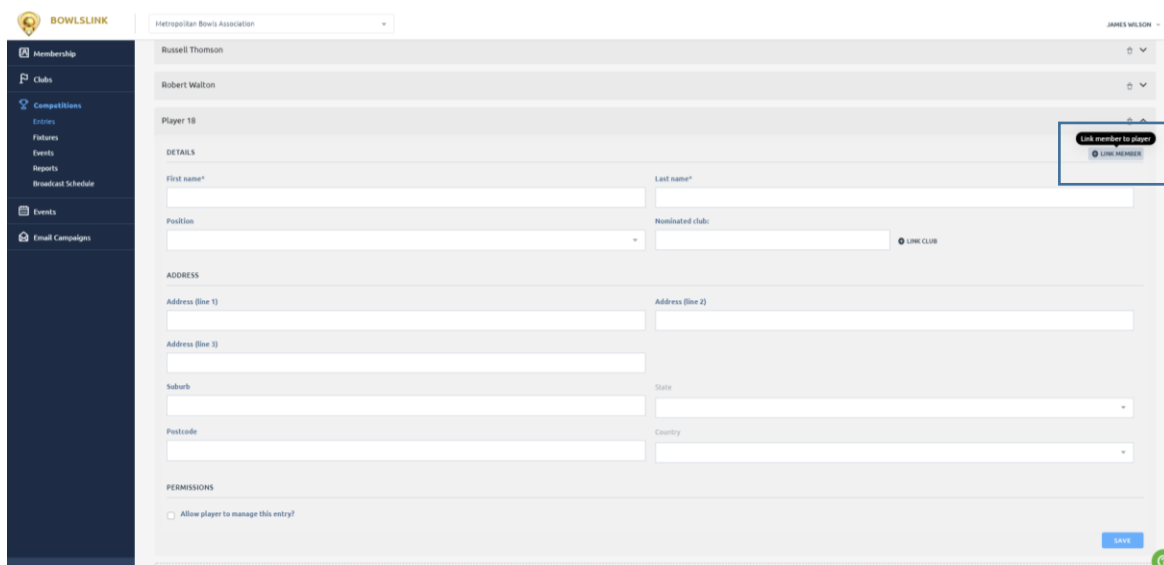 BOWLSLINK
Metropolitan Bowls Association
JAMES WILSON
Membership
Clubs
Competitions
Entries
Fixtures
Events
Reports
Broadcast Schedule
Events
Email Campaigns
Russell Thomson
Robert Walton
Player 18
Link member to player
DETAILS
LINK MEMBER
First name*
Last name*
Position
Nominated club:
LINK CLUB
ADDRESS
Address (line 1)
Address (line 2)
Address (line 3)
Suburb
State
Postcode
Country
PERMISSIONS
Allow player to manage this entry?
SAVE